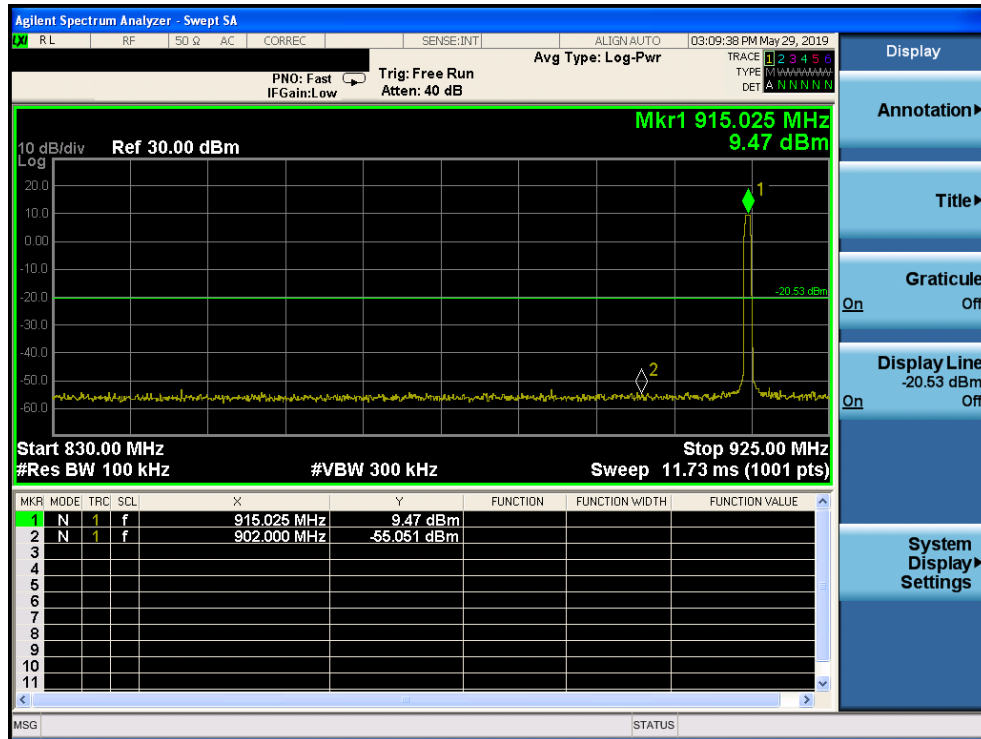 Agilent Spectrum Analyzer - Swept SA
LXI RL RF 50 Ω AC CORREC SENSE:INT ALIGN AUTO 03:09:38 PM May 29, 2019
Avg Type: Log-Pwr TRACE 1 2 3 4 5 6
PNO: Fast Trig: Free Run TYPE M WWWWW
IFGain:Low Atten: 40 dB DET A N N N N N
Mkr1 915.025 MHz
9.47 dBm
10 dB/div Ref 30.00 dBm
Log
20.0
10.0
0.00
-10.0
-20.0
-30.0
-40.0
-50.0
-60.0
1
-20.53 dBm
2
Start 830.00 MHz Stop 925.00 MHz
#Res BW 100 kHz #VBW 300 kHz Sweep 11.73 ms (1001 pts)
MKR MODE TRC SCL X Y FUNCTION FUNCTION WIDTH FUNCTION VALUE
1 N 1 f 915.025 MHz 9.47 dBm
2 N 1 f 902.000 MHz -55.051 dBm
3
4
5
6
7
8
9
10
11
MSG STATUS
Display
Annotation
Title
Graticule
On Off
Display Line
-20.53 dBm
On Off
System
Display
Settings